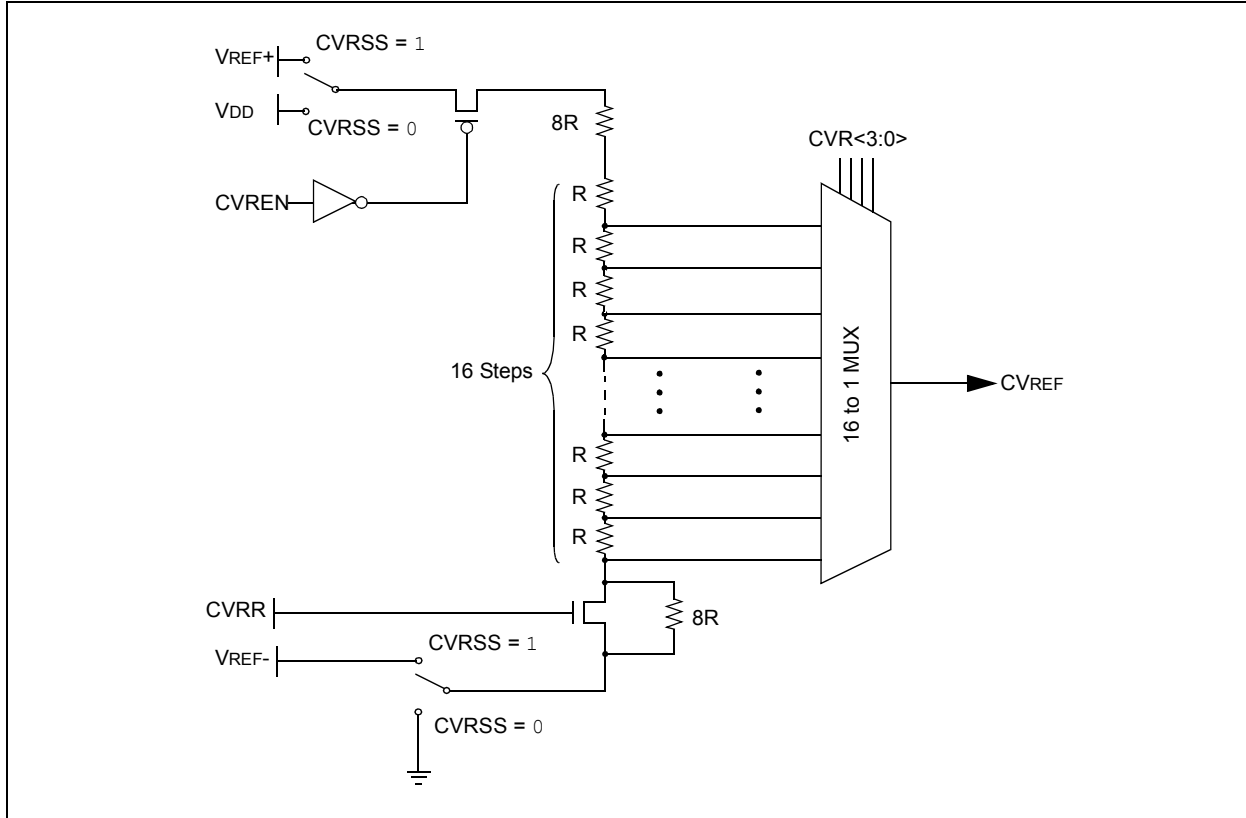 CVRSS = 1
VREF+
VDD
CVRSS = 0
8R
CVR<3:0>
CVREN
R
R
R
R
16 Steps
16 to 1 MUX
CVREF
R
R
R
CVRR
8R
CVRSS = 1
VREF-
CVRSS = 0